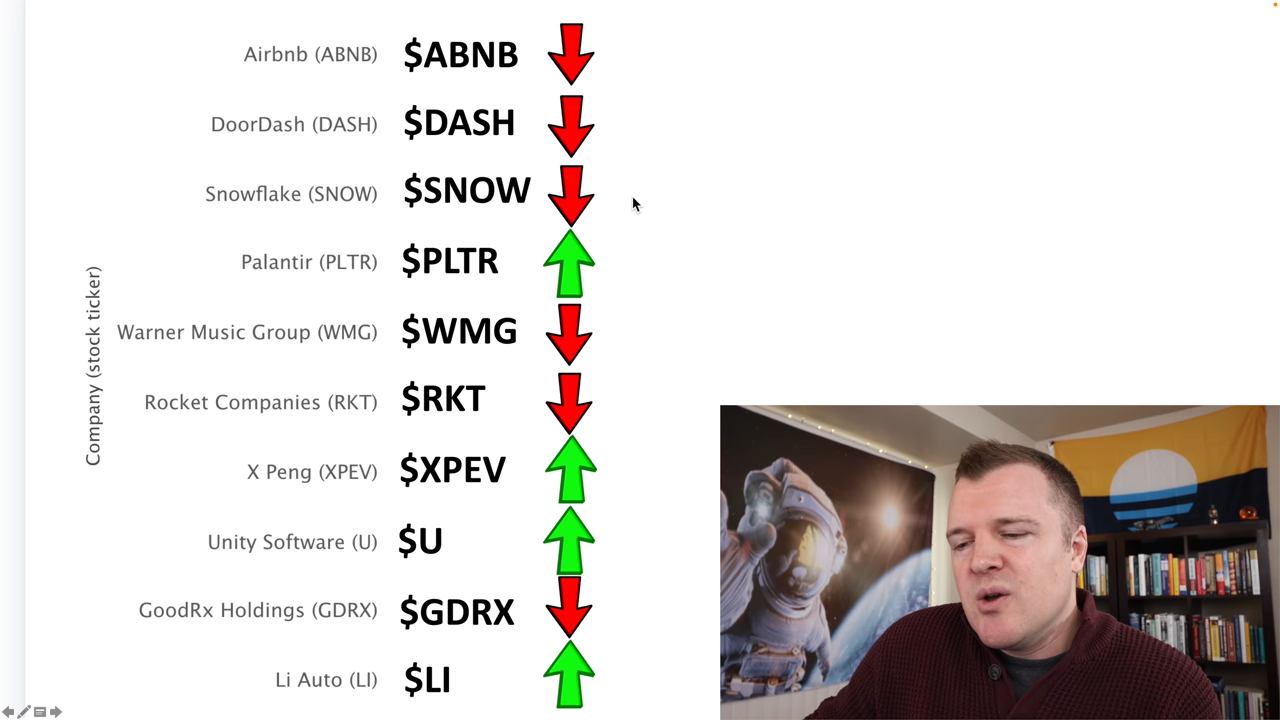 Airbnb (ABNB) $ABNB
DoorDash (DASH) $DASH
Snowflake (SNOW) $SNOW
Palantir (PLTR) $PLTR
Warner Music Group (WMG) $WMG
Rocket Companies (RKT) $RKT
X Peng (XPEV) $XPEV
Unity Software (U) $U
GoodRx Holdings (GDRX) $GDRX
Li Auto (LI) $LI
Company (stock ticker)